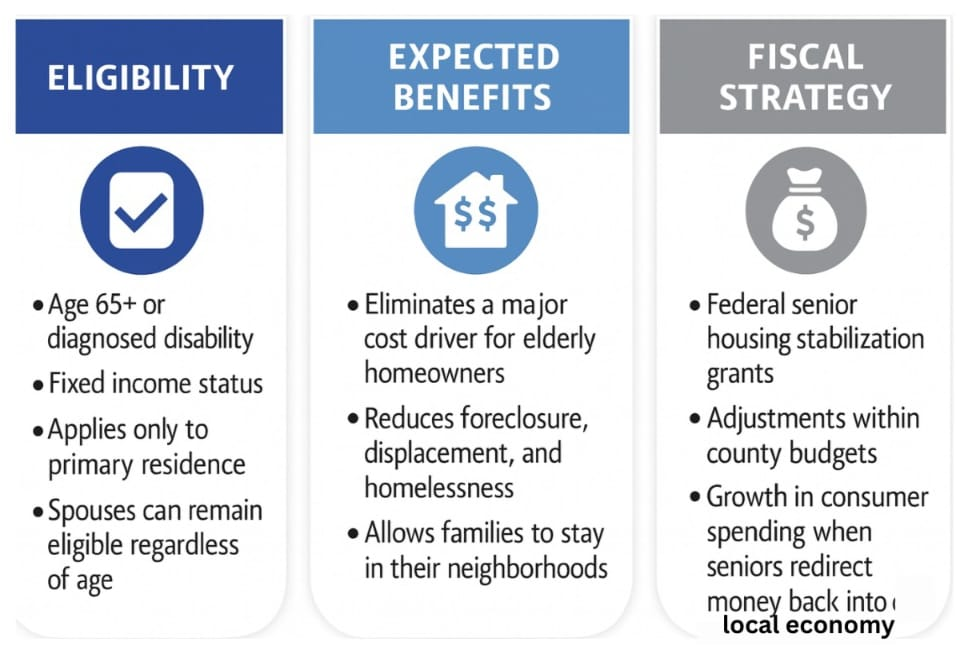 ELIGIBILITY
• Age 65+ or
diagnosed disability
• Fixed income status
• Applies only to
primary residence
• Spouses can remain
eligible regardless
of age
EXPECTED
BENEFITS
$$
• Eliminates a major
cost driver for elderly
homeowners
• Reduces foreclosure,
displacement, and
homelessness
• Allows families to stay
in their neighborhoods
FISCAL
STRATEGY
$
• Federal senior
housing stabilization
grants
• Adjustments within
county budgets
• Growth in consumer
spending when
seniors redirect
money back into
local economy